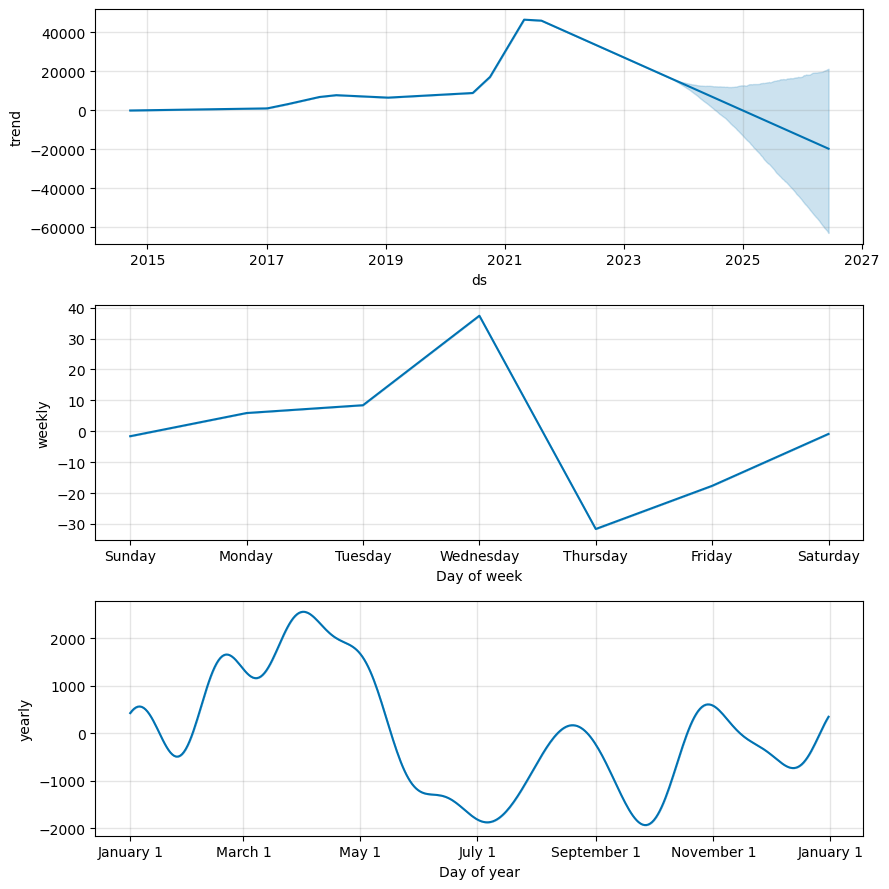 40000
20000
0
−20000
−40000
−60000
trend
2015 2017 2019 2021 2023 2025 2027
ds
40
30
20
10
0
−10
−20
−30
weekly
Sunday Monday Tuesday Wednesday Thursday Friday Saturday
Day of week
2000
1000
0
−1000
−2000
yearly
January 1 March 1 May 1 July 1 September 1 November 1 January 1
Day of year